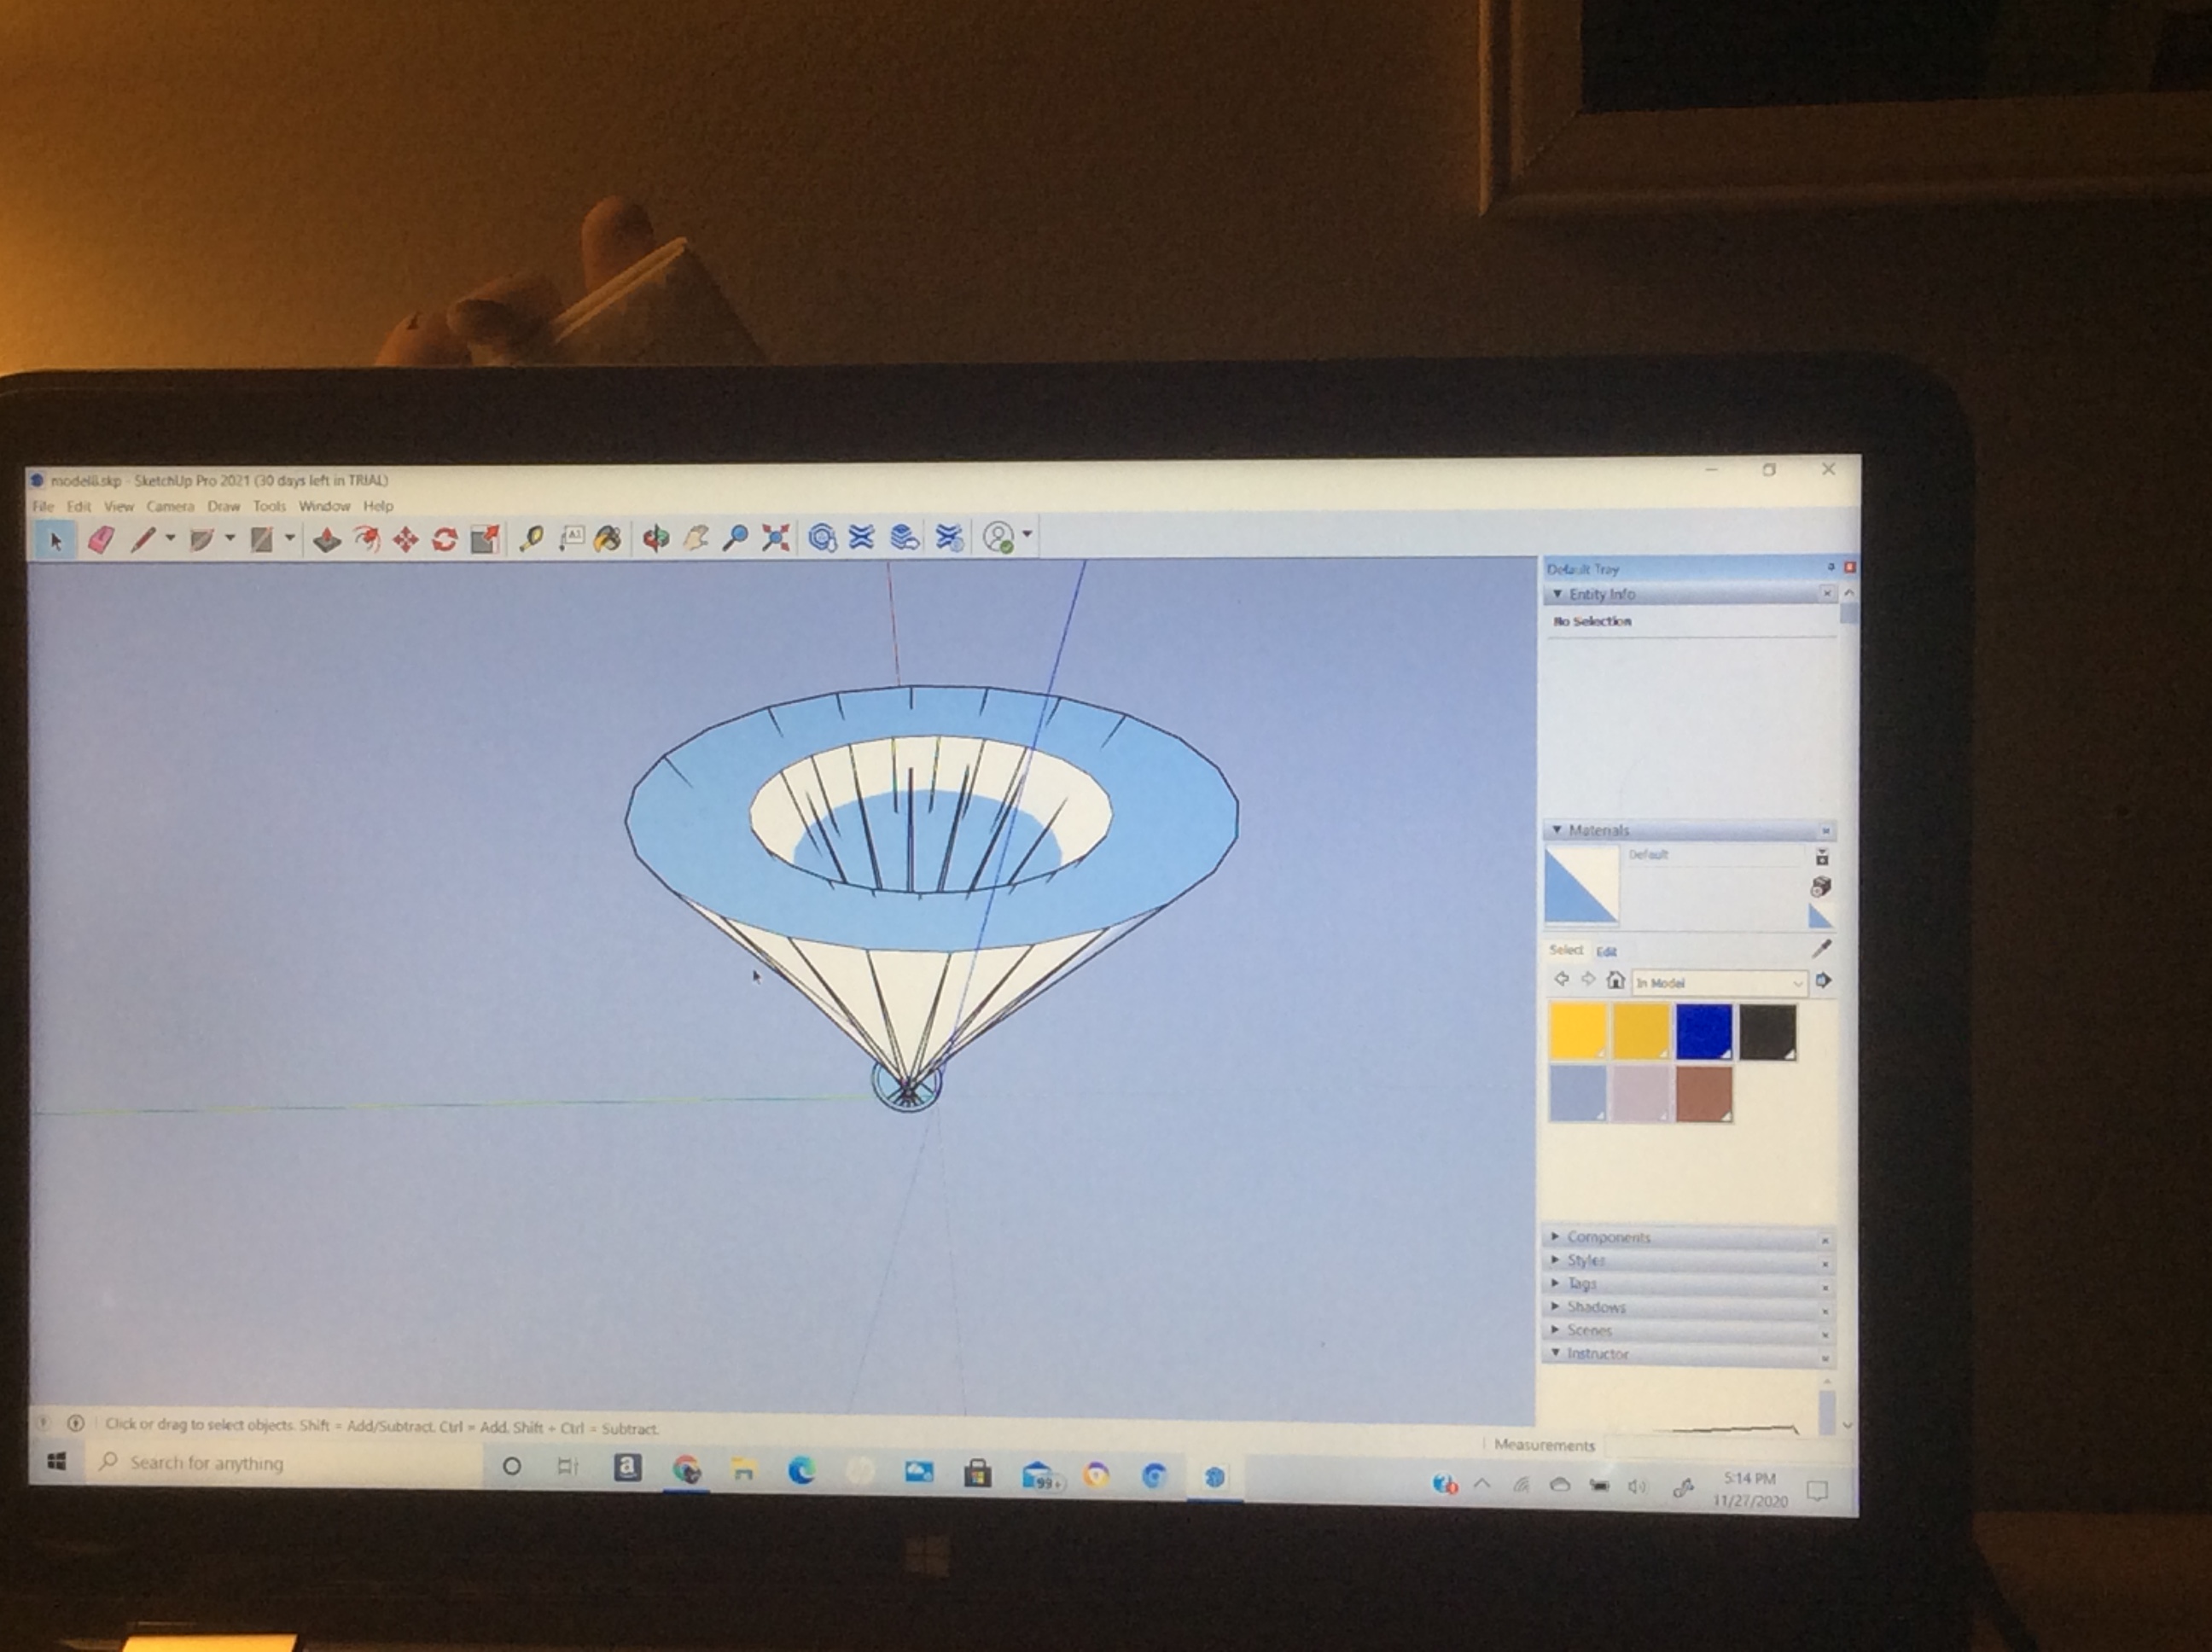 model8.skp - SketchUp Pro 2021 (30 days left in TRIAL)
File Edit View Camera Draw Tools Window Help
A1
Default Tray
Entity Info
No Selection
Materials
Default
Select Edit
In Model
Components
Styles
Tags
Shadows
Scenes
Instructor
Click or drag to select objects. Shift = Add/Subtract. Ctrl = Add. Shift + Ctrl = Subtract.
Measurements
Search for anything
a
99+
5:14 PM
11/27/2020